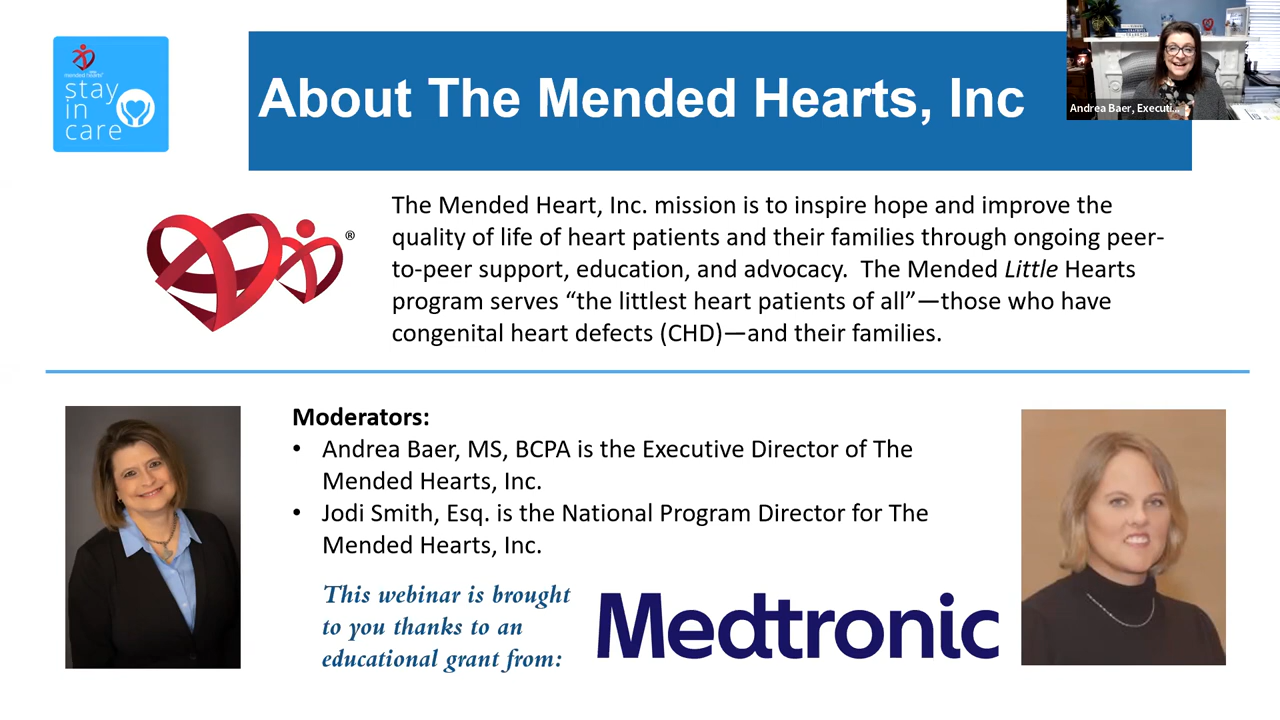 mended hearts
stay
in
care
About The Mended Hearts, Inc
Andrea Baer, Executi...
®
The Mended Heart, Inc. mission is to inspire hope and improve the
quality of life of heart patients and their families through ongoing peer-
to-peer support, education, and advocacy.  The Mended Little Hearts
program serves “the littlest heart patients of all”—those who have
congenital heart defects (CHD)—and their families.
Moderators:
• Andrea Baer, MS, BCPA is the Executive Director of The
Mended Hearts, Inc.
• Jodi Smith, Esq. is the National Program Director for The
Mended Hearts, Inc.
This webinar is brought
to you thanks to an
educational grant from:
Medtronic